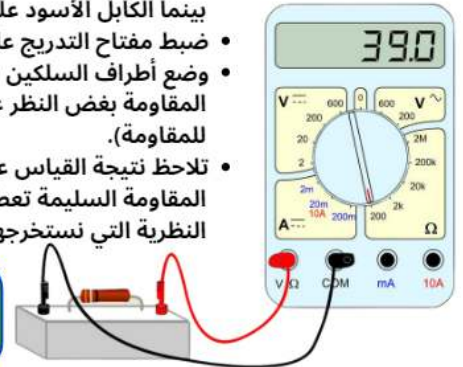 بينما الكابل الأسود عل
ضبط مفتاح التدريج عا
وضع أطراف السلكين
المقاومة بغض النظر ع
للمقاومة).
تلاحظ نتيجة القياس ع
المقاومة السليمة تعط
النظرية التي نستخرجه
39.0
V 600 0 600 V
200 200
20 2M
2 200k
2m 20k
20m 2k
10A 200m 200
A Ω
V Ω COM mA 10A